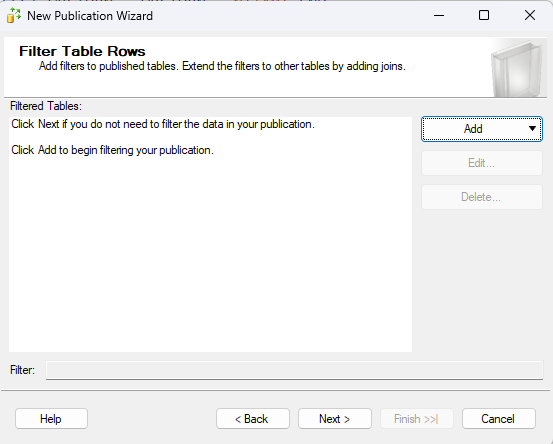 New Publication Wizard
Filter Table Rows
Add filters to published tables. Extend the filters to other tables by adding joins.
Filtered Tables:
Click Next if you do not need to filter the data in your publication.
Click Add to begin filtering your publication.
Add
Edit...
Delete...
Filter:
Help
< Back
Next >
Finish >>|
Cancel